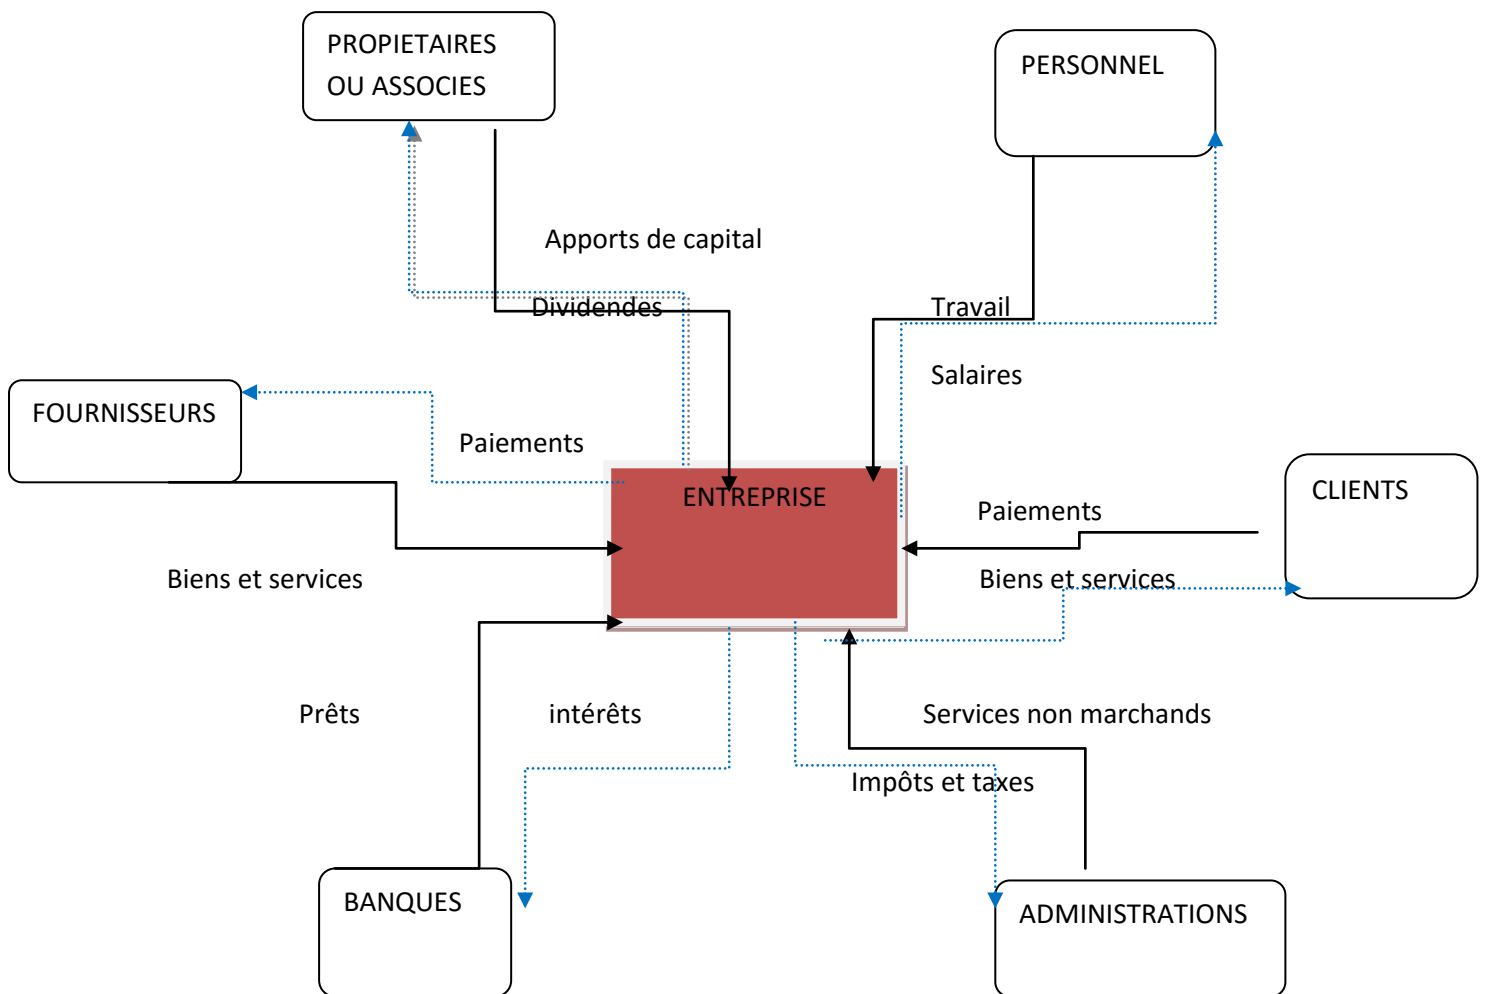 PROPIETAIRES
OU ASSOCIES
PERSONNEL
Apports de capital
Dividendes
Travail
Salaires
FOURNISSEURS
Paiements
ENTREPRISE
CLIENTS
Paiements
Biens et services
Biens et services
Prêts
intérêts
Services non marchands
Impôts et taxes
BANQUES
ADMINISTRATIONS